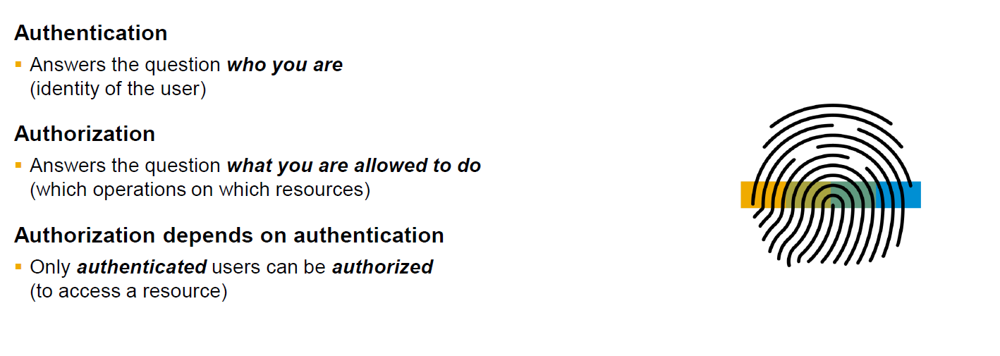 Authentication
▪ Answers the question who you are
(identity of the user)
Authorization
▪ Answers the question what you are allowed to do
(which operations on which resources)
Authorization depends on authentication
▪ Only authenticated users can be authorized
(to access a resource)